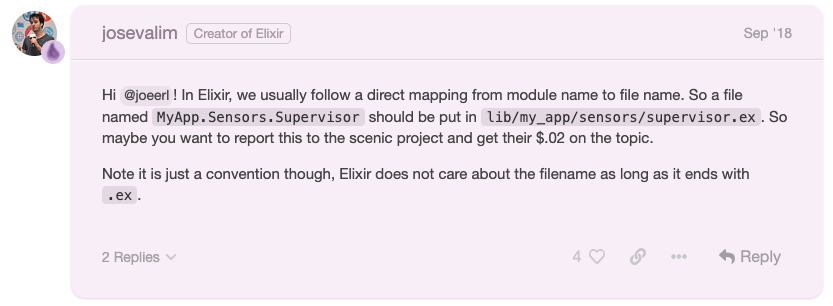 josevalim Creator of Elixir Sep '18
Hi @joeerl ! In Elixir, we usually follow a direct mapping from module name to file name. So a file
named MyApp.Sensors.Supervisor should be put in lib/my_app/sensors/supervisor.ex . So
maybe you want to report this to the scenic project and get their $.02 on the topic.
Note it is just a convention though, Elixir does not care about the filename as long as it ends with
.ex .
2 Replies 4 Reply